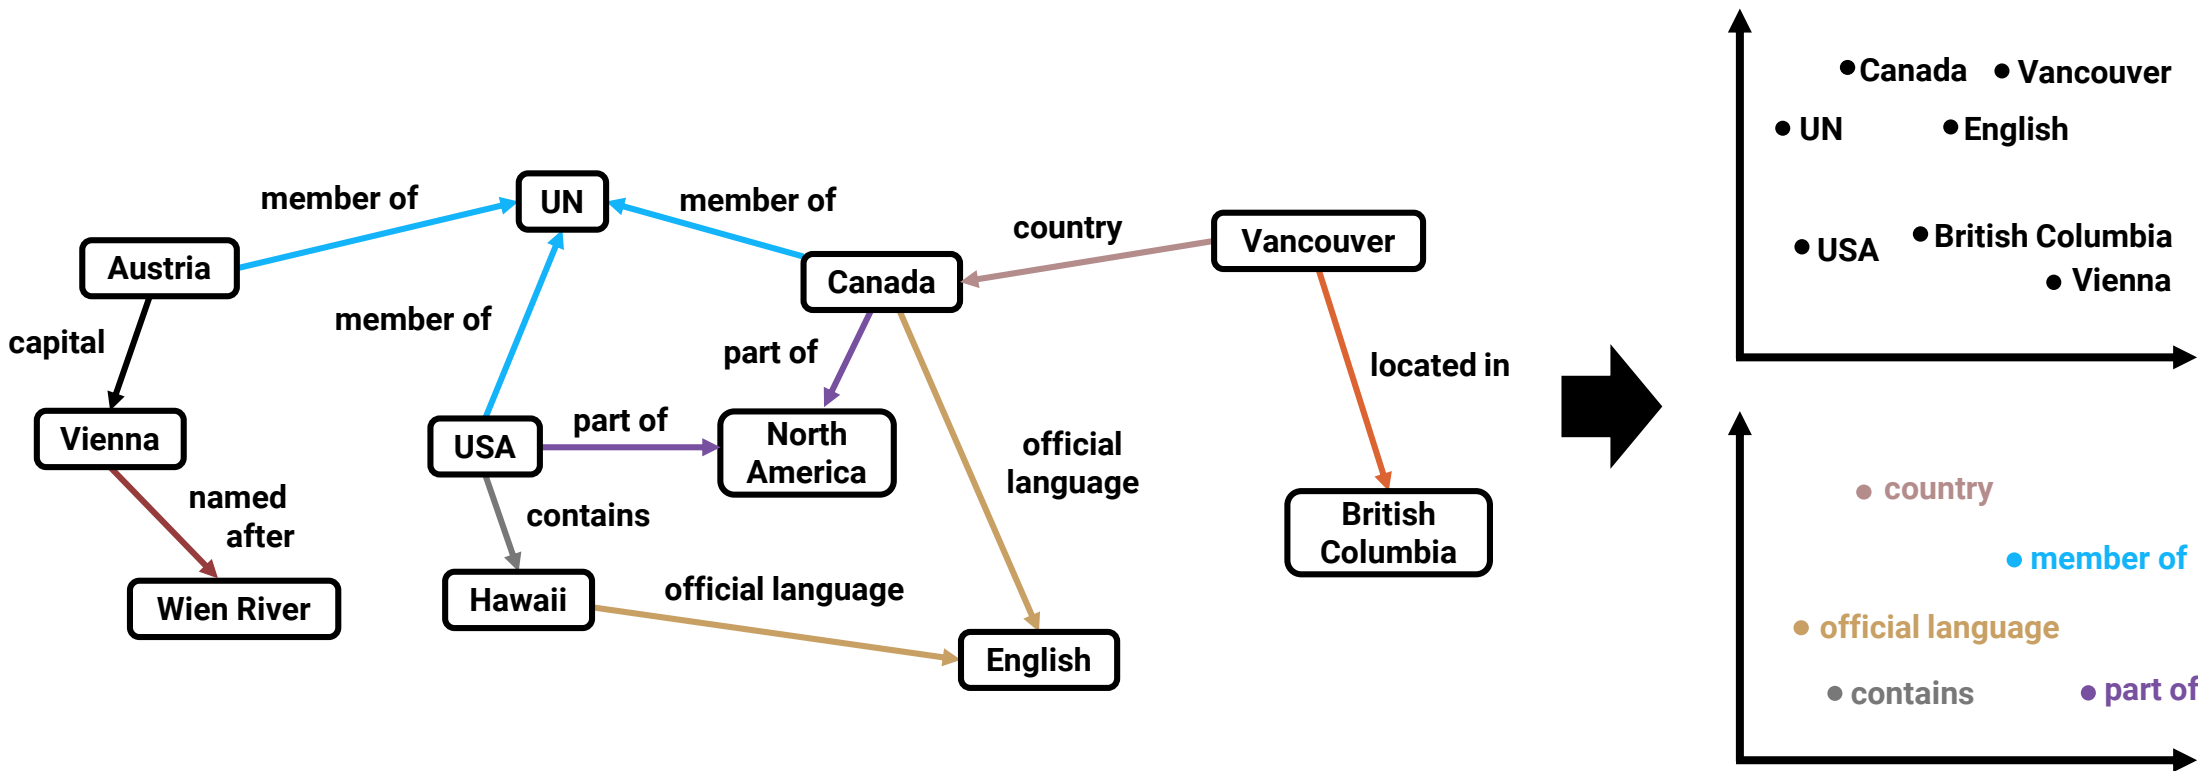 member of
UN
member of
country
Vancouver
Austria
Canada
member of
capital
part of
located in
Vienna
USA
part of
North
America
official
language
named
after
contains
British
Columbia
Wien River
Hawaii
official language
English
Canada
Vancouver
UN
English
USA
British Columbia
Vienna
country
member of
official language
contains
part of